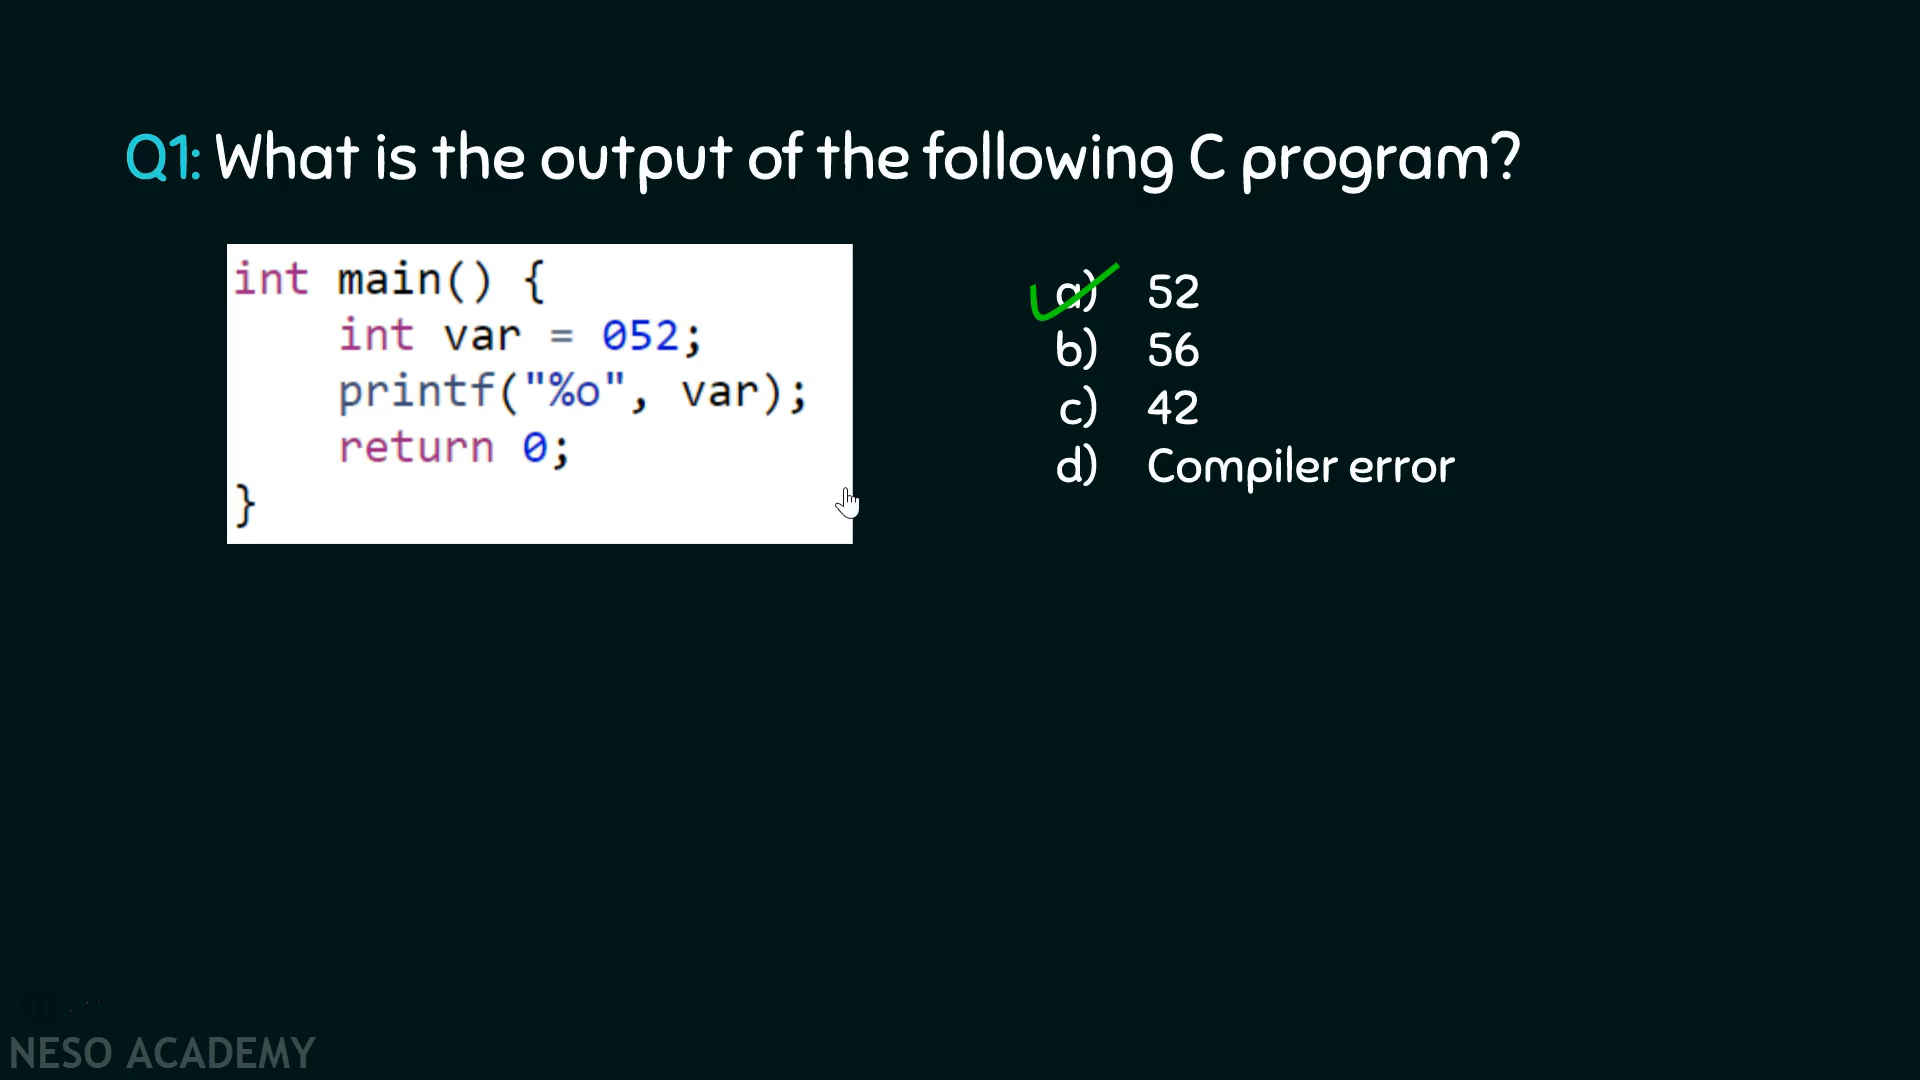 Q1: What is the output of the following C program?
int main() {
    int var = 052;
    printf("%o", var);
    return 0;
}
a) 52
b) 56
c) 42
d) Compiler error
NESO ACADEMY